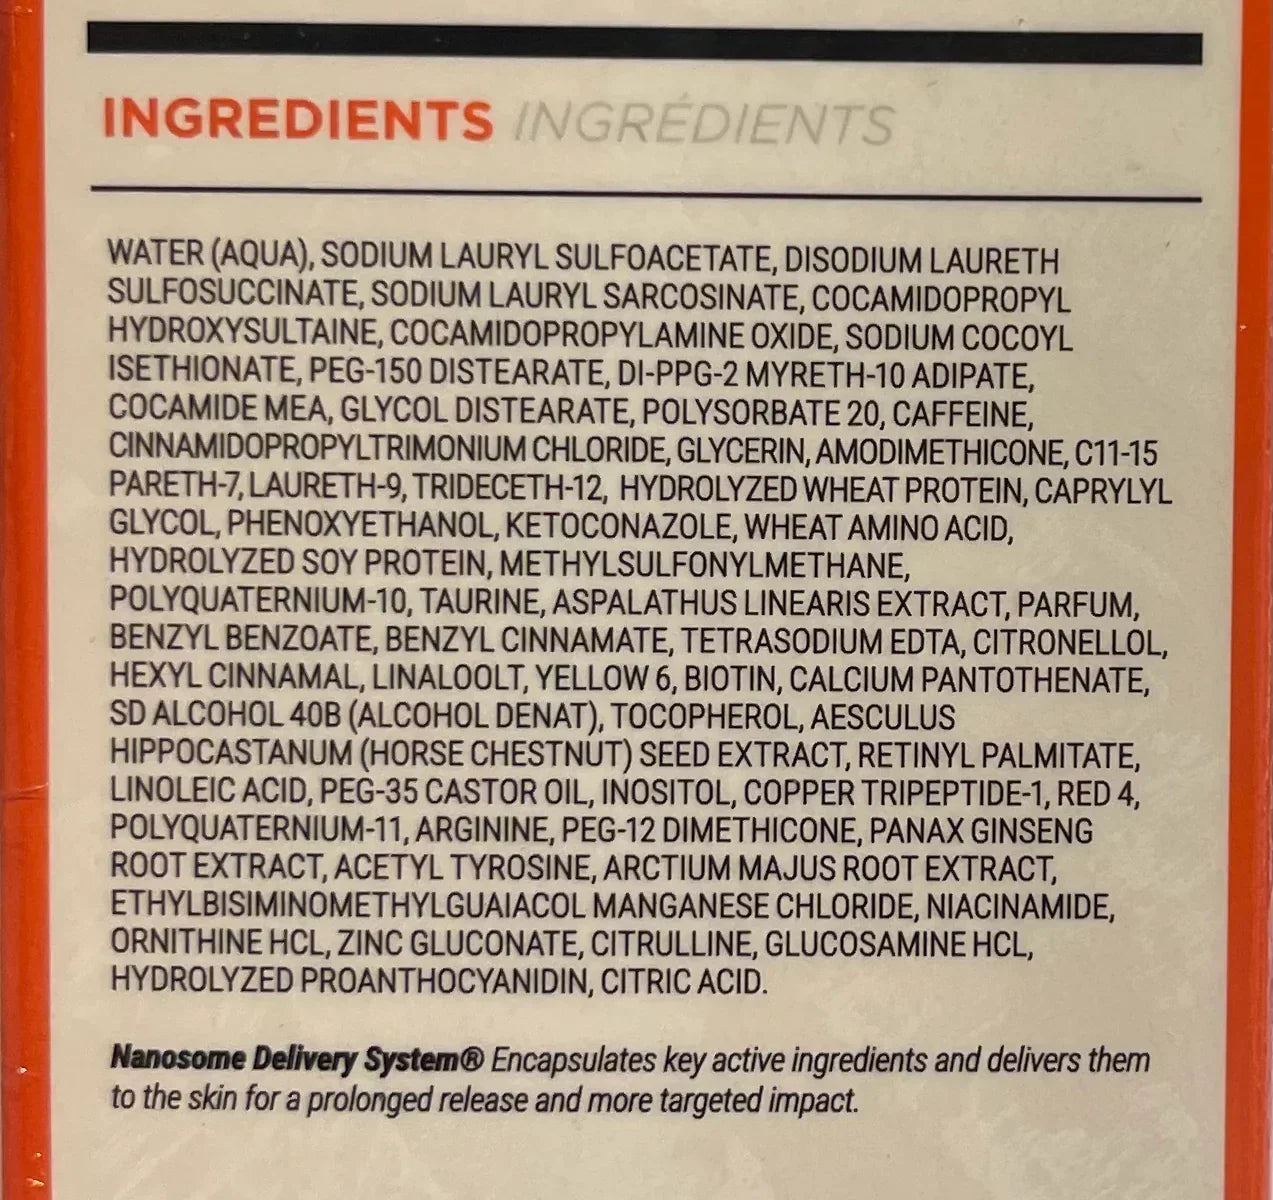 INGREDIENTS INGRÉDIENTS
WATER (AQUA), SODIUM LAURYL SULFOACETATE, DISODIUM LAURETH
SULFOSUCCINATE, SODIUM LAURYL SARCOSINATE, COCAMIDOPROPYL
HYDROXYSULTAINE, COCAMIDOPROPYLAMINE OXIDE, SODIUM COCOYL
ISETHIONATE, PEG-150 DISTEARATE, DI-PPG-2 MYRETH-10 ADIPATE,
COCAMIDE MEA, GLYCOL DISTEARATE, POLYSORBATE 20, CAFFEINE,
CINNAMIDOPROPYLTRIMONIUM CHLORIDE, GLYCERIN, AMODIMETHICONE, C11-15
PARETH-7, LAURETH-9, TRIDECETH-12, HYDROLYZED WHEAT PROTEIN, CAPRYLYL
GLYCOL, PHENOXYETHANOL, KETOCONAZOLE, WHEAT AMINO ACID,
HYDROLYZED SOY PROTEIN, METHYLSULFONYLMETHANE,
POLYQUATERNIUM-10, TAURINE, ASPALATHUS LINEARIS EXTRACT, PARFUM,
BENZYL BENZOATE, BENZYL CINNAMATE, TETRASODIUM EDTA, CITRONELLOL,
HEXYL CINNAMAL, LINALOOLT, YELLOW 6, BIOTIN, CALCIUM PANTOTHENATE,
SD ALCOHOL 40B (ALCOHOL DENAT), TOCOPHEROL, AESCULUS
HIPPOCASTANUM (HORSE CHESTNUT) SEED EXTRACT, RETINYL PALMITATE,
LINOLEIC ACID, PEG-35 CASTOR OIL, INOSITOL, COPPER TRIPEPTIDE-1, RED 4,
POLYQUATERNIUM-11, ARGININE, PEG-12 DIMETHICONE, PANAX GINSENG
ROOT EXTRACT, ACETYL TYROSINE, ARCTIUM MAJUS ROOT EXTRACT,
ETHYLBISIMINOMETHYLGUAIACOL MANGANESE CHLORIDE, NIACINAMIDE,
ORNITHINE HCL, ZINC GLUCONATE, CITRULLINE, GLUCOSAMINE HCL,
HYDROLYZED PROANTHOCYANIDIN, CITRIC ACID.
Nanosome Delivery System® Encapsulates key active ingredients and delivers them
to the skin for a prolonged release and more targeted impact.